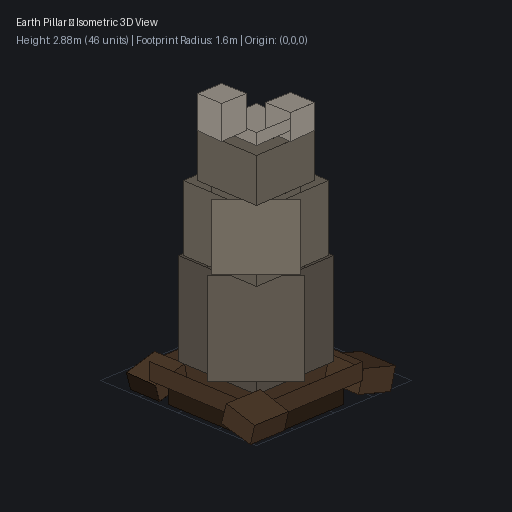 Earth Pillar ▯ Isometric 3D View
Height: 2.88m (46 units) | Footprint Radius: 1.6m | Origin: (0,0,0)